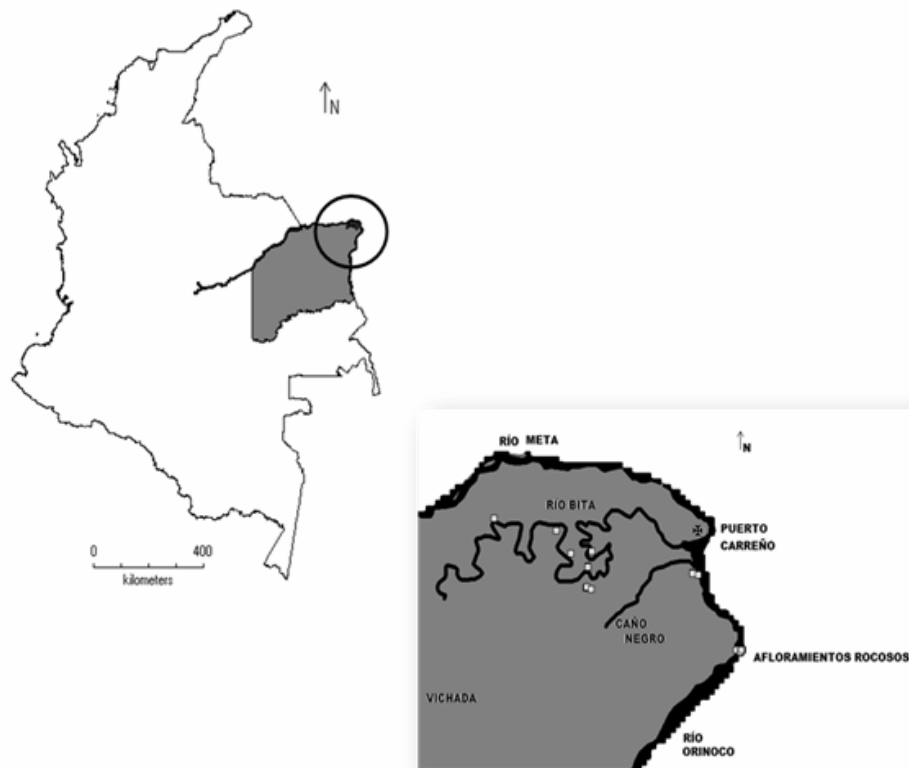 N
0 400
kilometers
RÍO META
N
RÍO BITA
PUERTO
CARREÑO
CAÑO
NEGRO
AFLORAMIENTOS ROCOSOS
VICHADA
RÍO
ORINOCO